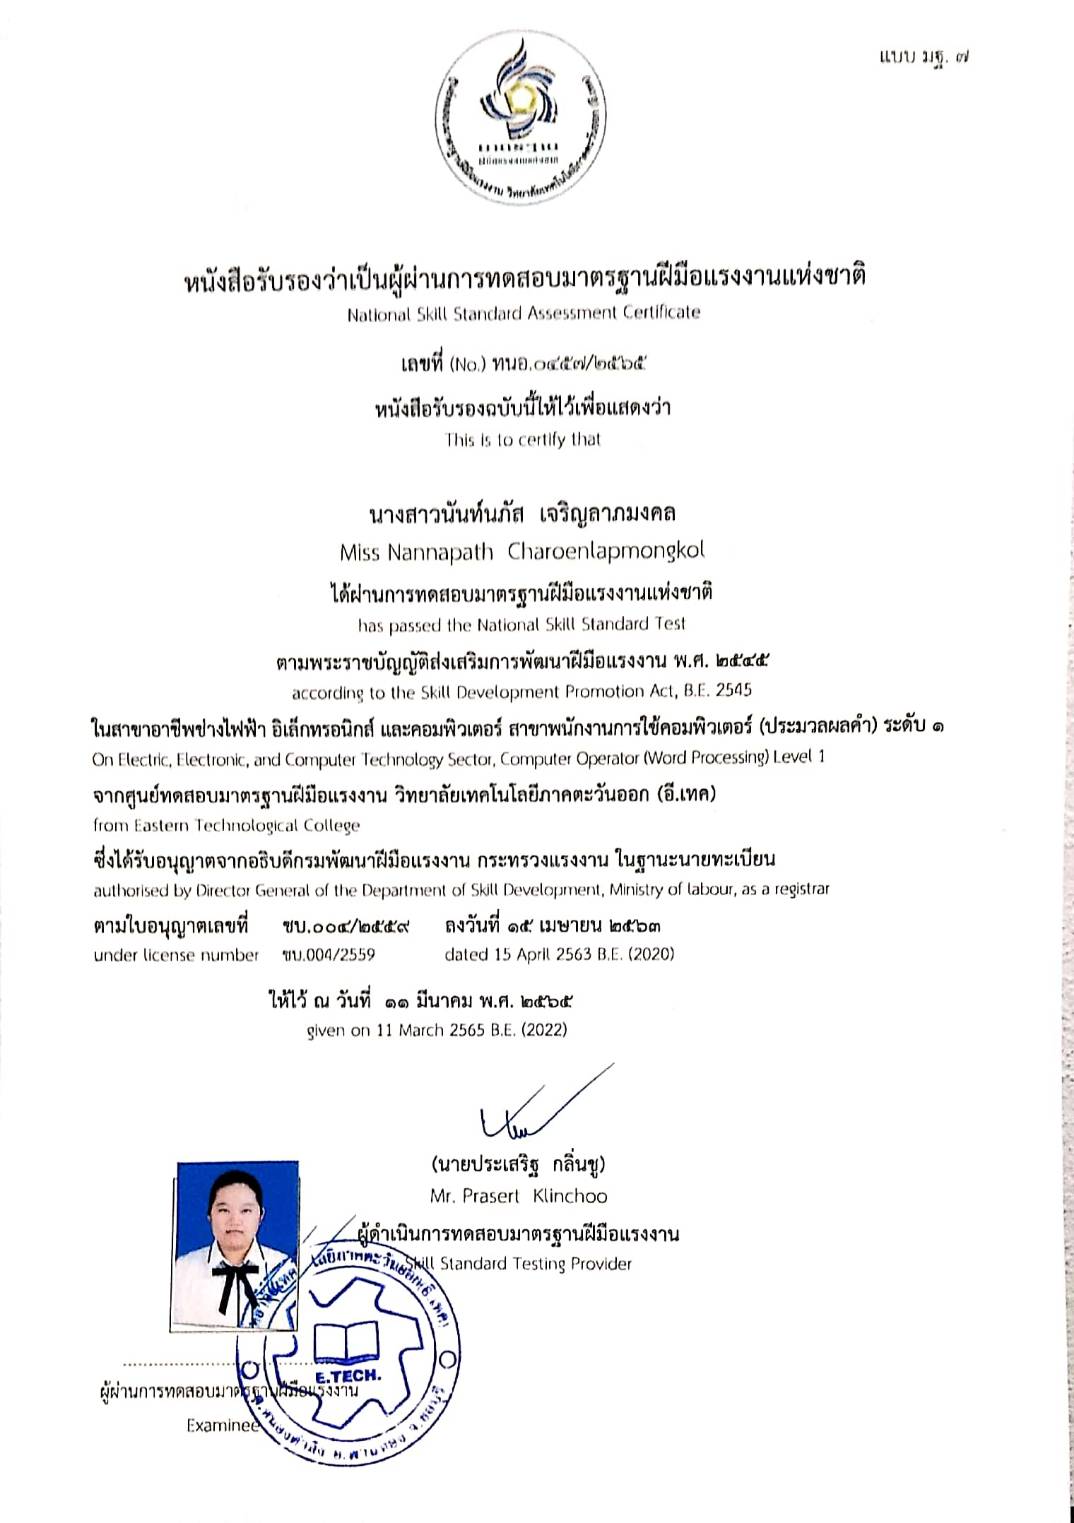 แบบ มฐ. ๗
มาตรฐาน
ฝีมือแรงงานแห่งชาติ
หนังสือรับรองว่าเป็นผู้ผ่านการทดสอบมาตรฐานฝีมือแรงงานแห่งชาติ
National Skill Standard Assessment Certificate
เลขที่ (No.) ทนอ.๐๔๕๗/๒๕๖๕
หนังสือรับรองฉบับนี้ให้ไว้เพื่อแสดงว่า
This is to certify that
นางสาวนันท์นภัส เจริญลาภมงคล
Miss Nannapath Charoenlapmongkol
ได้ผ่านการทดสอบมาตรฐานฝีมือแรงงานแห่งชาติ
has passed the National Skill Standard Test
ตามพระราชบัญญัติส่งเสริมการพัฒนาฝีมือแรงงาน พ.ศ. ๒๕๔๕
according to the Skill Development Promotion Act, B.E. 2545
ในสาขาอาชีพช่างไฟฟ้า อิเล็กทรอนิกส์ และคอมพิวเตอร์ สาขาพนักงานการใช้คอมพิวเตอร์ (ประมวลผลคำ) ระดับ ๑
On Electric, Electronic, and Computer Technology Sector, Computer Operator (Word Processing) Level 1
จากศูนย์ทดสอบมาตรฐานฝีมือแรงงาน วิทยาลัยเทคโนโลยีภาคตะวันออก (อี.เทค)
from Eastern Technological College
ซึ่งได้รับอนุญาตจากอธิบดีกรมพัฒนาฝีมือแรงงาน กระทรวงแรงงาน ในฐานะนายทะเบียน
authorised by Director General of the Department of Skill Development, Ministry of labour, as a registrar
ตามใบอนุญาตเลขที่ ชบ.๐๐๔/๒๕๕๙ ลงวันที่ ๑๕ เมษายน ๒๕๖๓
under license number ชบ.004/2559 dated 15 April 2563 B.E. (2020)
ให้ไว้ ณ วันที่ ๑๑ มีนาคม พ.ศ. ๒๕๖๕
given on 11 March 2565 B.E. (2022)
(นายประเสริฐ กลิ่นชู)
Mr. Prasert Klinchoo
ผู้ดำเนินการทดสอบมาตรฐานฝีมือแรงงาน
Skill Standard Testing Provider
E.TECH.
ผู้ผ่านการทดสอบมาตรฐานฝีมือแรงงาน
Examinee